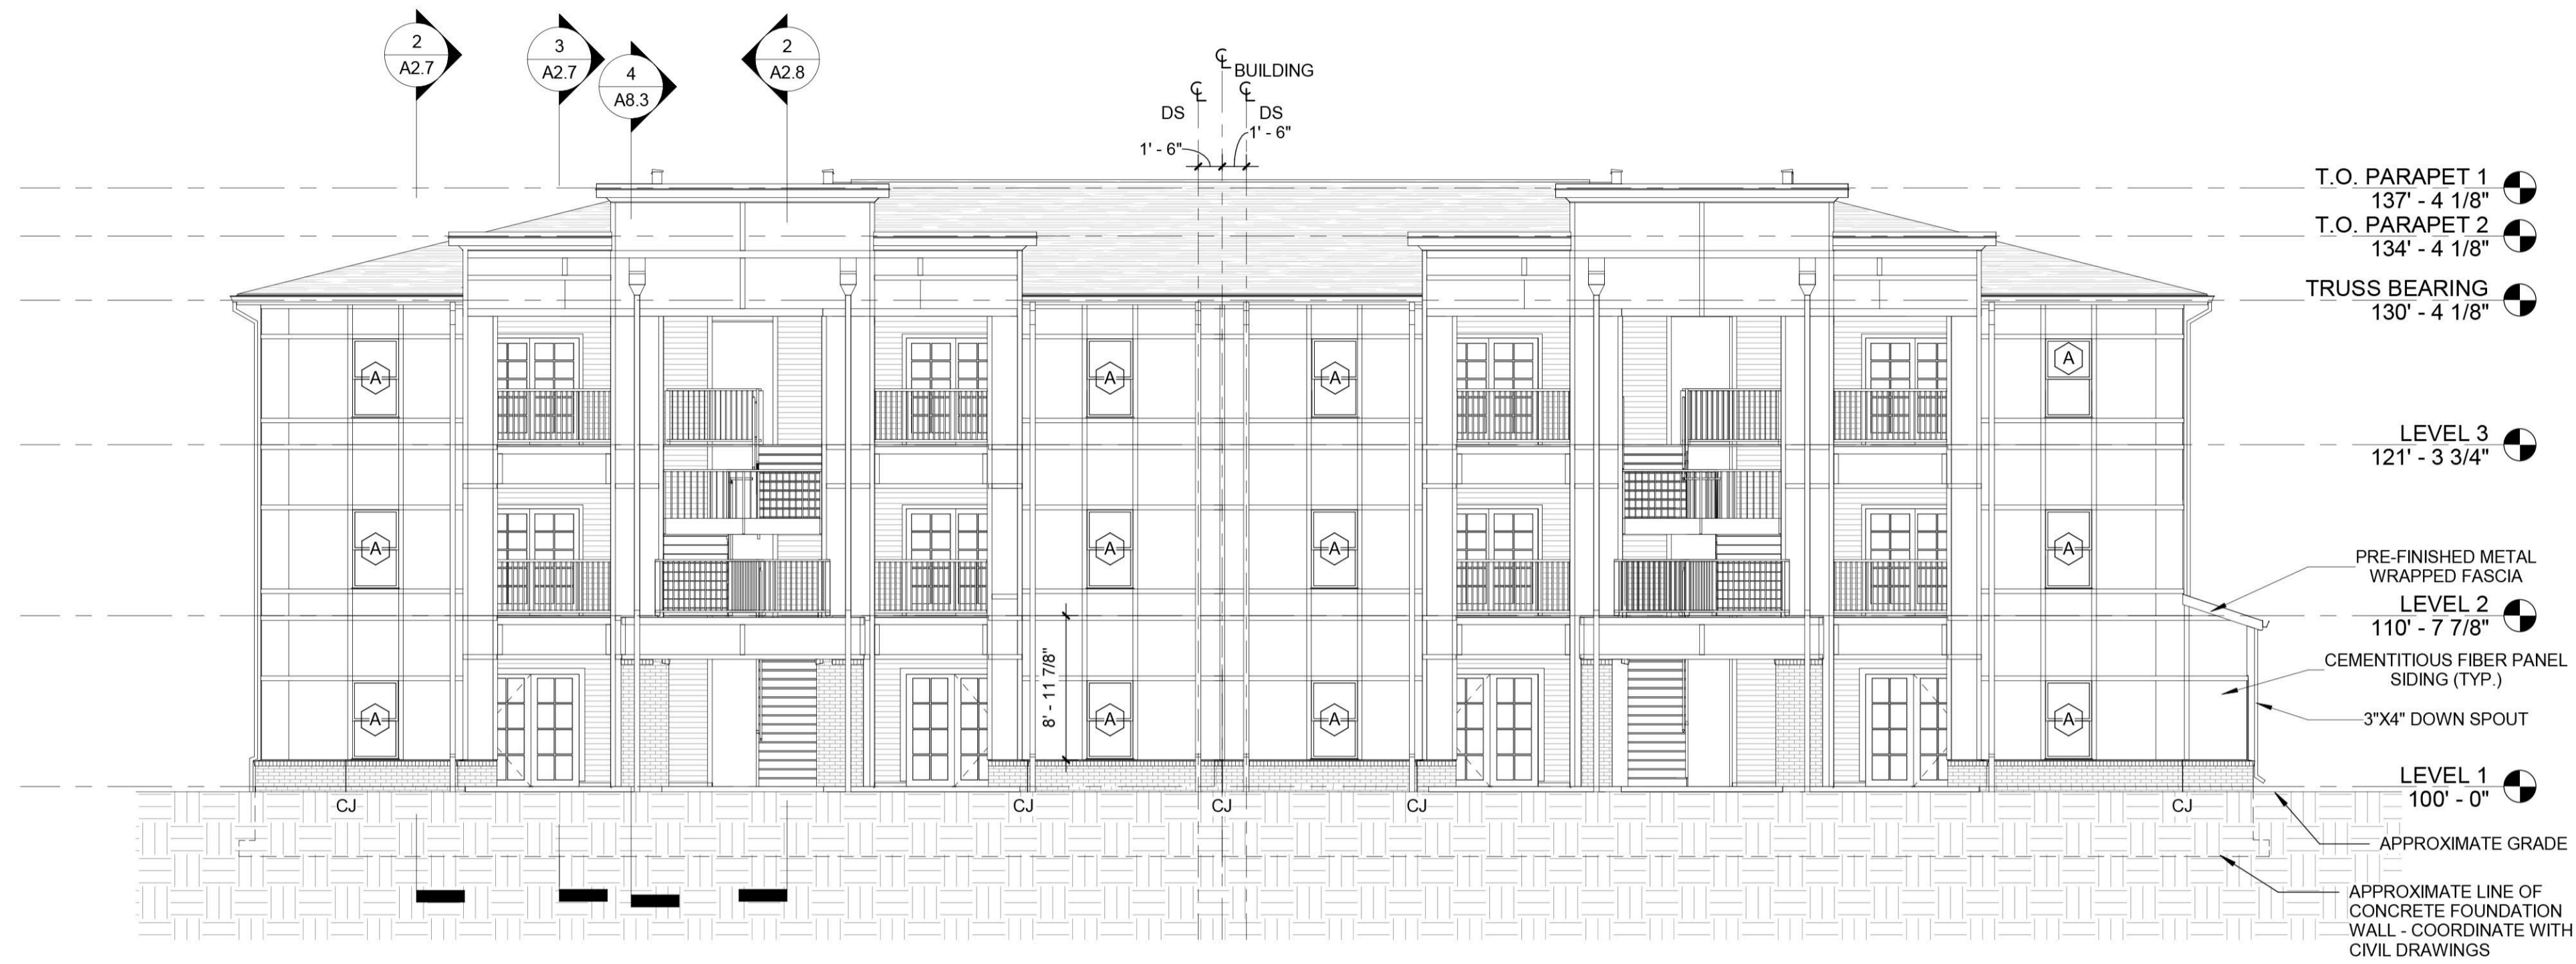 2
A2.7
3
A2.7
4
A8.3
2
A2.8
℄
BUILDING
℄
℄
DS
DS
1' - 6"
1' - 6"
T.O. PARAPET 1
137' - 4 1/8"
T.O. PARAPET 2
134' - 4 1/8"
TRUSS BEARING
130' - 4 1/8"
A
A
A
A
LEVEL 3
121' - 3 3/4"
A
A
A
A
PRE-FINISHED METAL
WRAPPED FASCIA
LEVEL 2
110' - 7 7/8"
8' - 11 7/8"
CEMENTITIOUS FIBER PANEL
SIDING (TYP.)
A
A
A
A
3"X4" DOWN SPOUT
LEVEL 1
100' - 0"
CJ
CJ
CJ
CJ
CJ
APPROXIMATE GRADE
APPROXIMATE LINE OF
CONCRETE FOUNDATION
WALL - COORDINATE WITH
CIVIL DRAWINGS